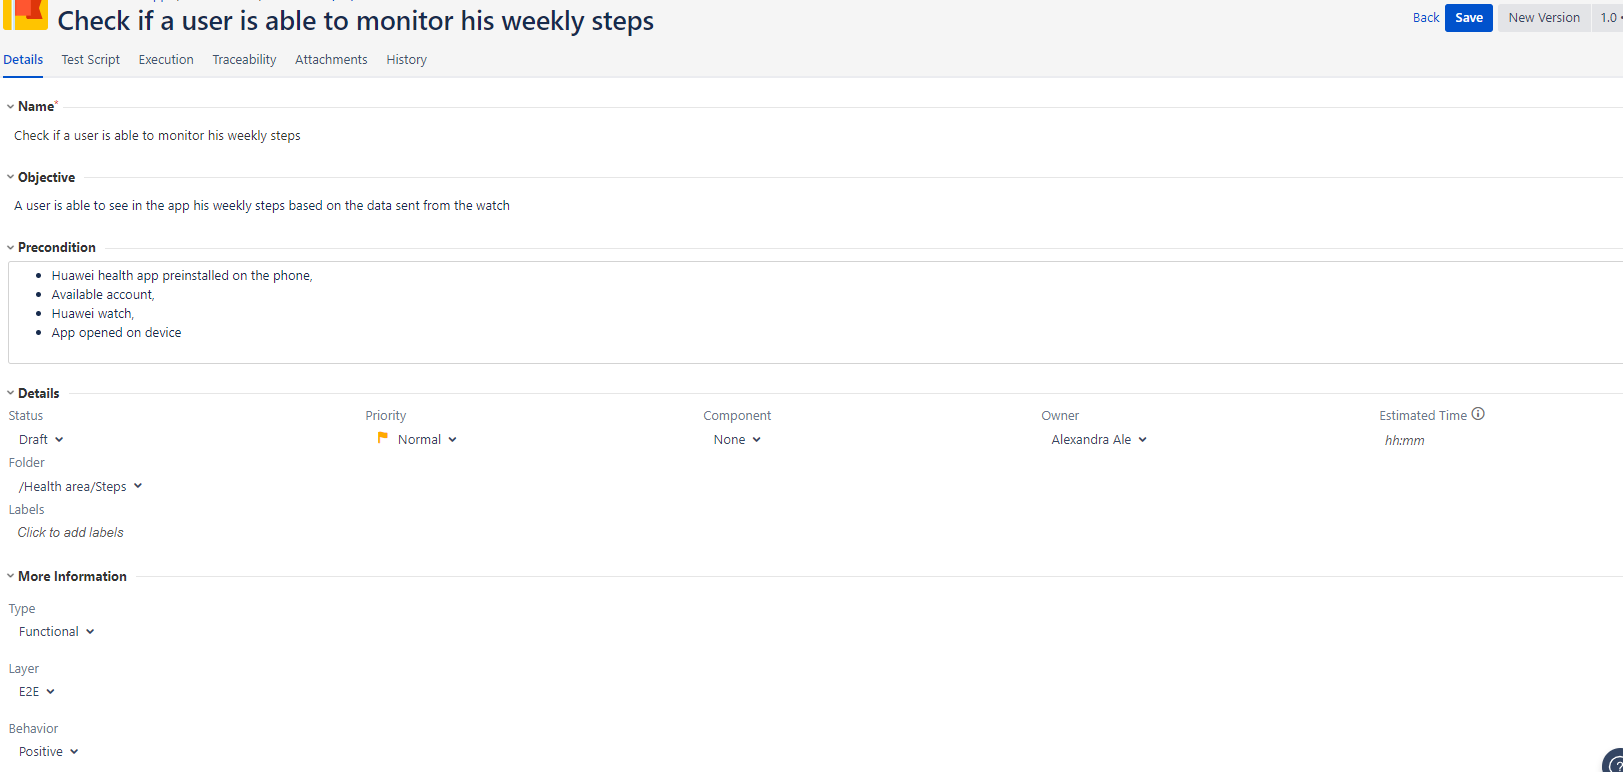 Check if a user is able to monitor his weekly steps
Back Save New Version 1.0
Details Test Script Execution Traceability Attachments History
Name*
Check if a user is able to monitor his weekly steps
Objective
A user is able to see in the app his weekly steps based on the data sent from the watch
Precondition
• Huawei health app preinstalled on the phone,
• Available account,
• Huawei watch,
• App opened on device
Details
Status Priority Component Owner Estimated Time
Draft Normal None Alexandra Ale hh:mm
Folder
/Health area/Steps
Labels
Click to add labels
More Information
Type
Functional
Layer
E2E
Behavior
Positive